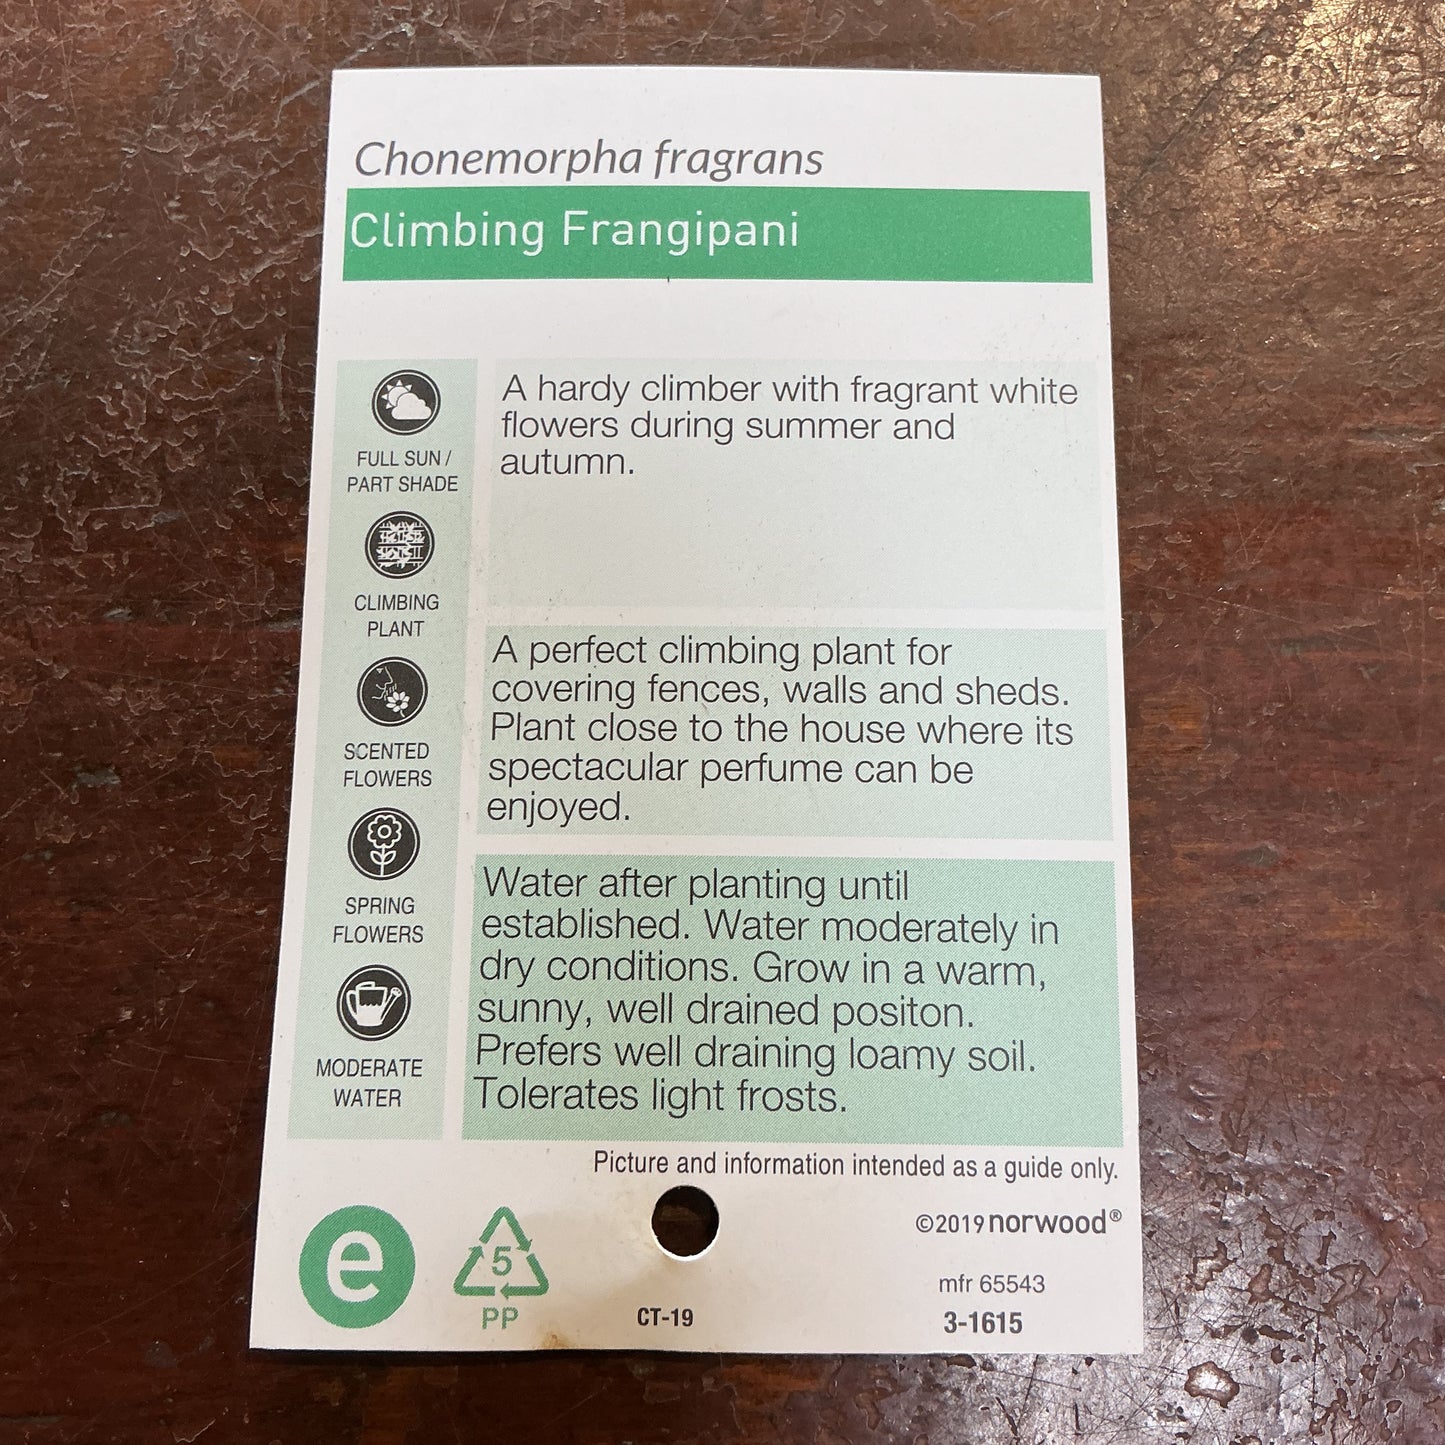 Chonemorpha fragrans
Climbing Frangipani
FULL SUN /
PART SHADE
CLIMBING
PLANT
SCENTED
FLOWERS
SPRING
FLOWERS
MODERATE
WATER
A hardy climber with fragrant white
flowers during summer and
autumn.
A perfect climbing plant for
covering fences, walls and sheds.
Plant close to the house where its
spectacular perfume can be
enjoyed.
Water after planting until
established. Water moderately in
dry conditions. Grow in a warm,
sunny, well drained positon.
Prefers well draining loamy soil.
Tolerates light frosts.
Picture and information intended as a guide only.
©2019 norwood®
e
5
PP
CT-19
mfr 65543
3-1615